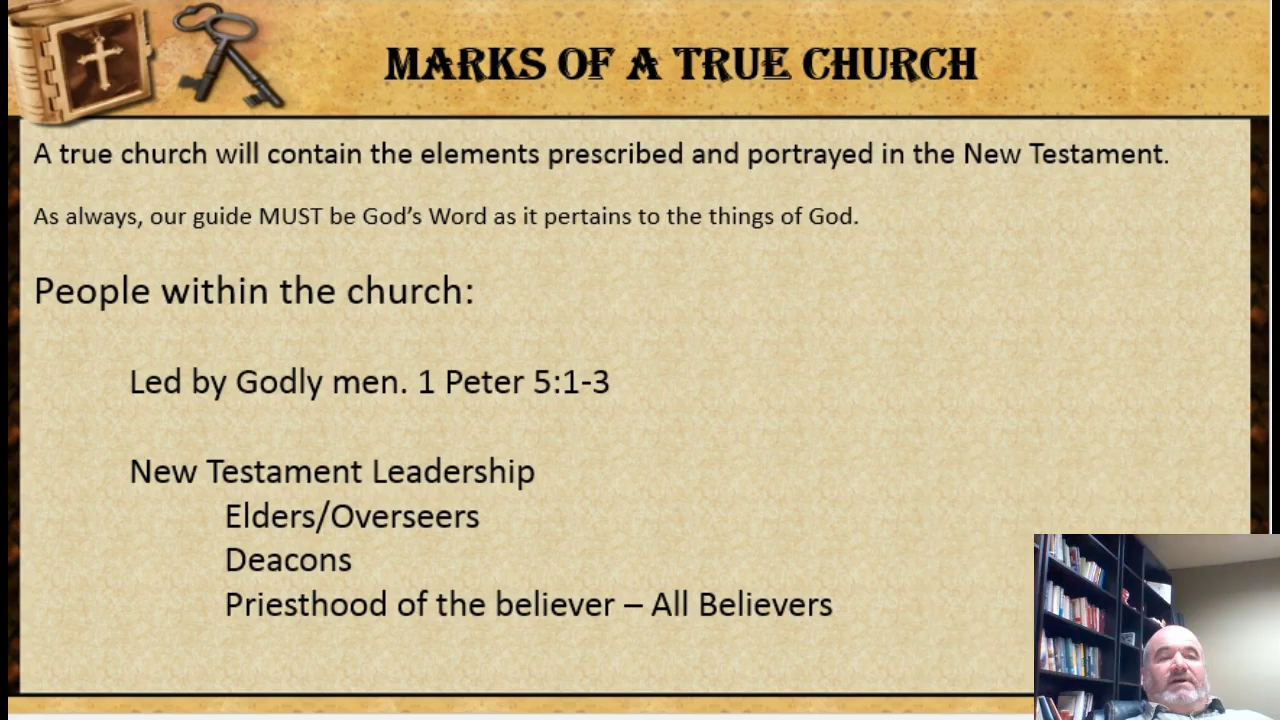 MARKS OF A TRUE CHURCH
A true church will contain the elements prescribed and portrayed in the New Testament.
As always, our guide MUST be God’s Word as it pertains to the things of God.
People within the church:
Led by Godly men. 1 Peter 5:1-3
New Testament Leadership
Elders/Overseers
Deacons
Priesthood of the believer – All Believers